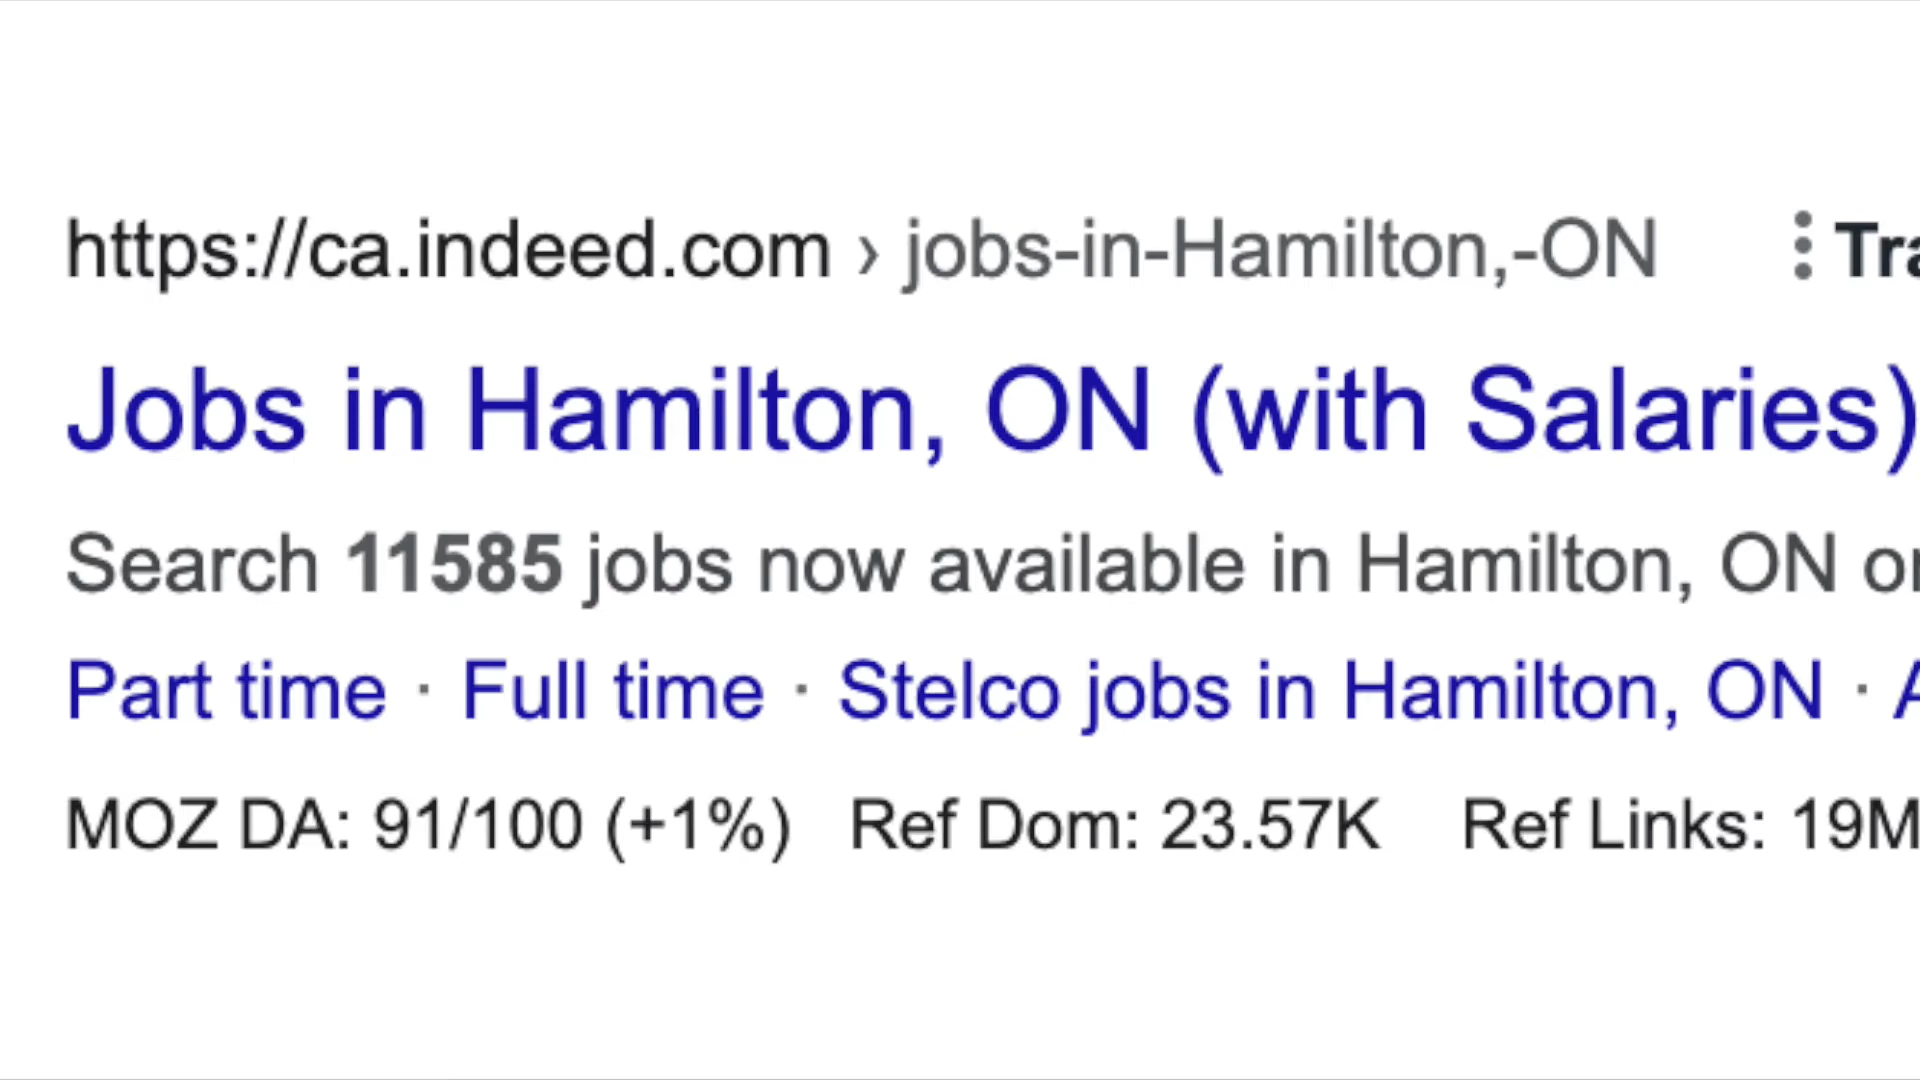 https://ca.indeed.com › jobs-in-Hamilton,-ON ⋮ Tra
Jobs in Hamilton, ON (with Salaries)
Search 11585 jobs now available in Hamilton, ON on
Part time · Full time · Stelco jobs in Hamilton, ON · A
MOZ DA: 91/100 (+1%) Ref Dom: 23.57K Ref Links: 19M